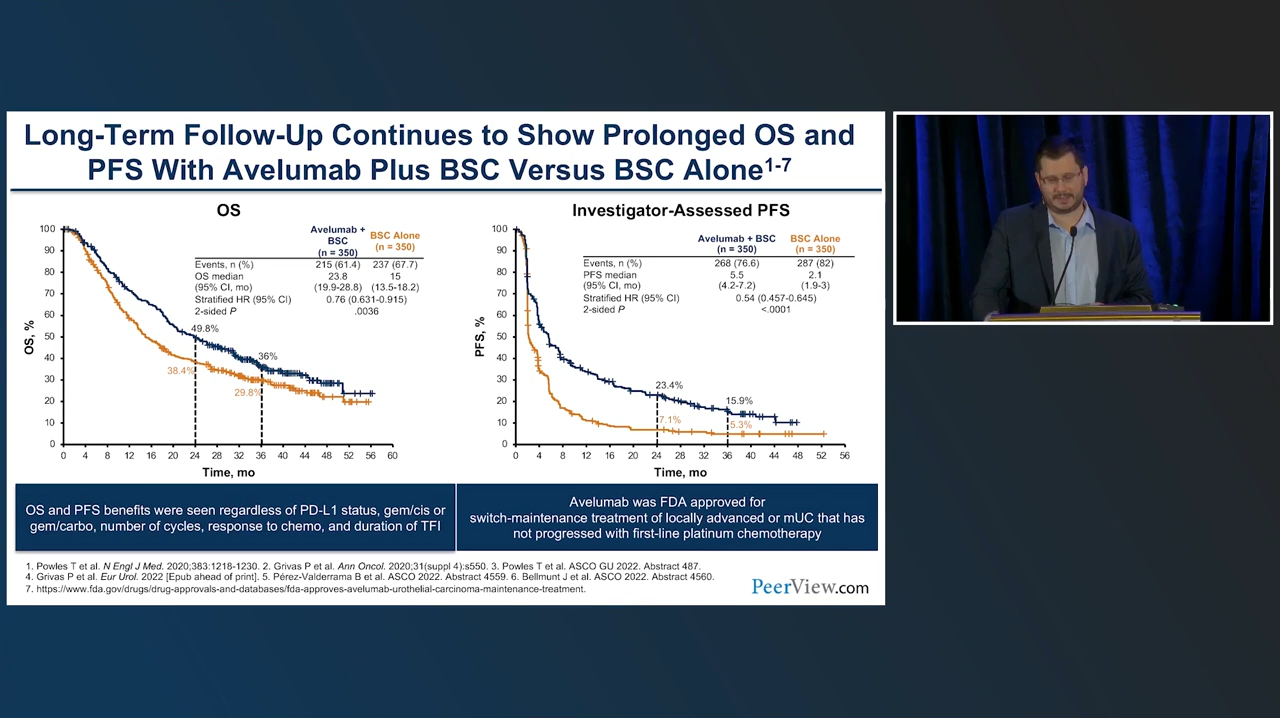 Long-Term Follow-Up Continues to Show Prolonged OS and
PFS With Avelumab Plus BSC Versus BSC Alone1-7
OS
Avelumab +
BSC
(n = 350)
BSC Alone
(n = 350)
Events, n (%) 215 (61.4) 237 (67.7)
OS median 23.8 15
(95% CI, mo) (19.9-28.8) (13.5-18.2)
Stratified HR (95% CI) 0.76 (0.631-0.915)
2-sided P .0036
OS, %
100
90
80
70
60
50
40
30
20
10
0
49.8%
38.4%
36%
29.8%
0 4 8 12 16 20 24 28 32 36 40 44 48 52 56 60
Time, mo
Investigator-Assessed PFS
Avelumab + BSC
(n = 350)
BSC Alone
(n = 350)
Events, n (%) 268 (76.6) 287 (82)
PFS median 5.5 2.1
(95% CI, mo) (4.2-7.2) (1.9-3)
Stratified HR (95% CI) 0.54 (0.457-0.645)
2-sided P <.0001
PFS, %
100
90
80
70
60
50
40
30
20
10
0
23.4%
7.1%
15.9%
5.3%
0 4 8 12 16 20 24 28 32 36 40 44 48 52 56
Time, mo
OS and PFS benefits were seen regardless of PD-L1 status, gem/cis or
gem/carbo, number of cycles, response to chemo, and duration of TFI
Avelumab was FDA approved for
switch-maintenance treatment of locally advanced or mUC that has
not progressed with first-line platinum chemotherapy
1. Powles T et al. N Engl J Med. 2020;383:1218-1230. 2. Grivas P et al. Ann Oncol. 2020;31(suppl 4):s550. 3. Powles T et al. ASCO GU 2022. Abstract 487.
4. Grivas P et al. Eur Urol. 2022 [Epub ahead of print]. 5. Pérez-Valderrama B et al. ASCO 2022. Abstract 4559. 6. Bellmunt J et al. ASCO 2022. Abstract 4560.
7. https://www.fda.gov/drugs/drug-approvals-and-databases/fda-approves-avelumab-urothelial-carcinoma-maintenance-treatment.
PeerView.com